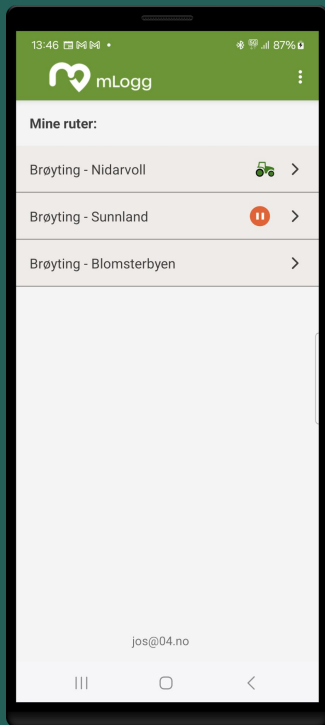 13:46 87%
mLogg
Mine ruter:
Brøyting - Nidarvoll
Brøyting - Sunnland
Brøyting - Blomsterbyen
jos@04.no